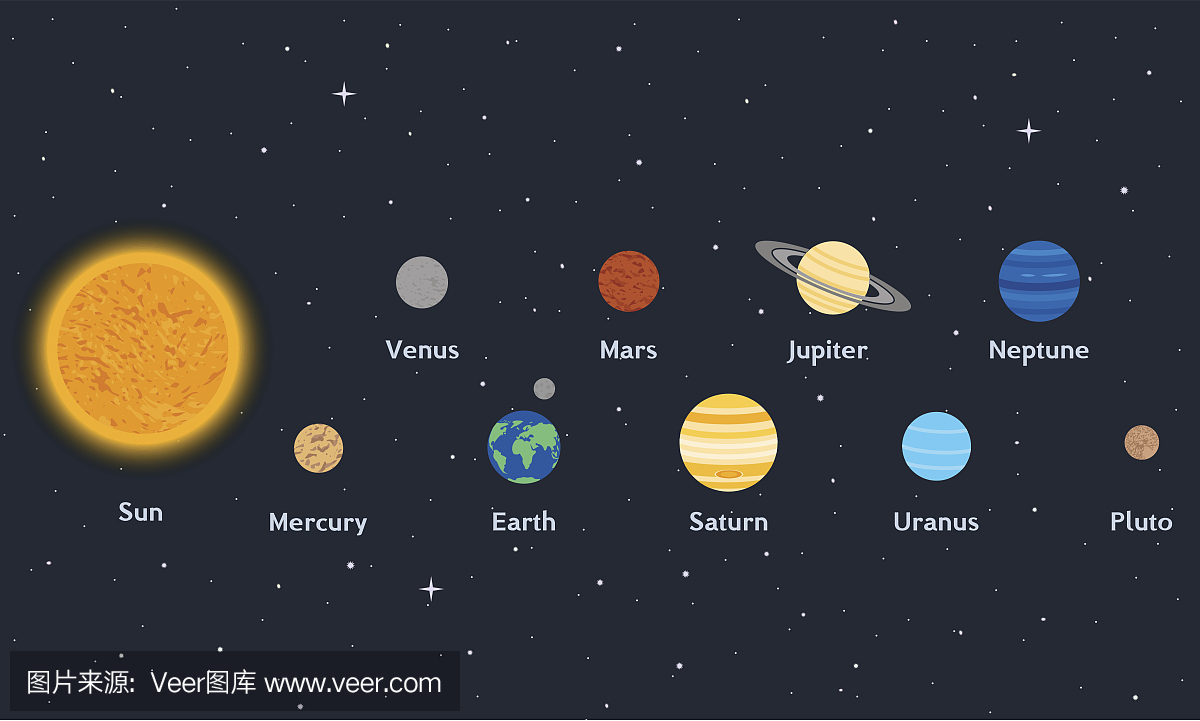 Venus
Mars
Jupiter
Neptune
Sun
Mercury
Earth
Saturn
Uranus
Pluto
图片来源: Veer图库 www.veer.com